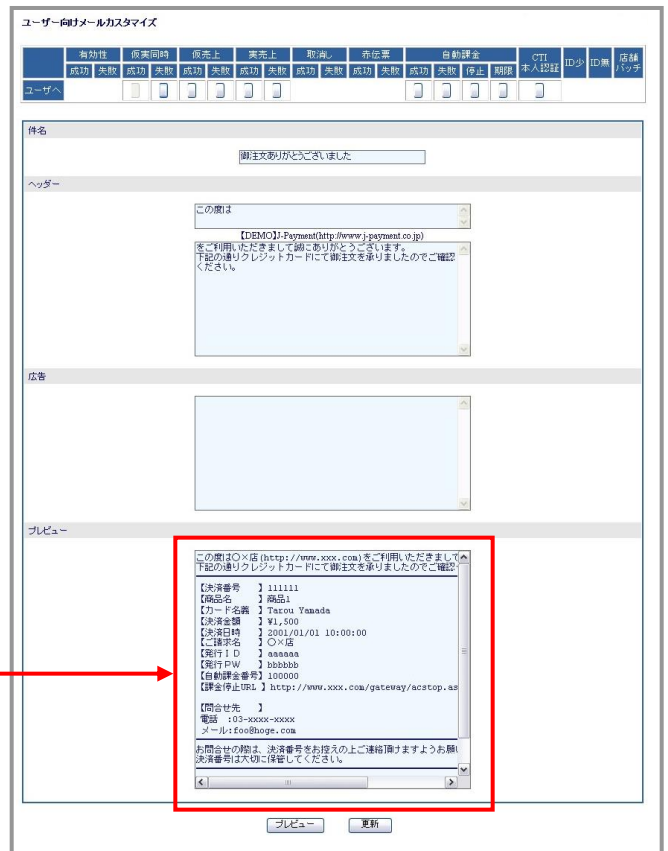 ユーザー向けメールカスタマイズ
有効性 仮実同時 仮売上 実売上 取消し 赤伝票 自動課金 CTI本人認証 ID少 ID無 店舗バッチ
成功 失敗 成功 失敗 成功 失敗 成功 失敗 成功 失敗 成功 失敗 成功 失敗 停止 期限
ユーザへ
件名
御注文ありがとうございました
ヘッダー
この度は
【DEMO】J-Payment(http://www.j-payment.co.jp)
をご利用いただきまして誠にありがとうございます。
下記の通りクレジットカードにて御注文を承りましたのでご確認
ください。
広告
プレビュー
この度は〇×店(http://www.xxx.com)をご利用いただきまして
下記の通りクレジットカードにて御注文を承りましたのでご確認
【決済番号 】111111
【商品名 】商品1
【カード名義 】Tarou Yamada
【決済金額 】¥1,500
【決済日時 】2001/01/01 10:00:00
【ご請求名 】〇×店
【発行ＩＤ 】aaaaaa
【発行PW 】bbbbbb
【自動課金番号】100000
【課金停止URL 】http://www.xxx.com/gateway/acstop.as
【問合せ先 】
電話 :03-xxxx-xxxx
メール:foo@hoge.com
お問合せの際は、決済番号をお控えの上ご連絡頂けますようお願い
決済番号は大切に保管してください。
プレビュー 更新